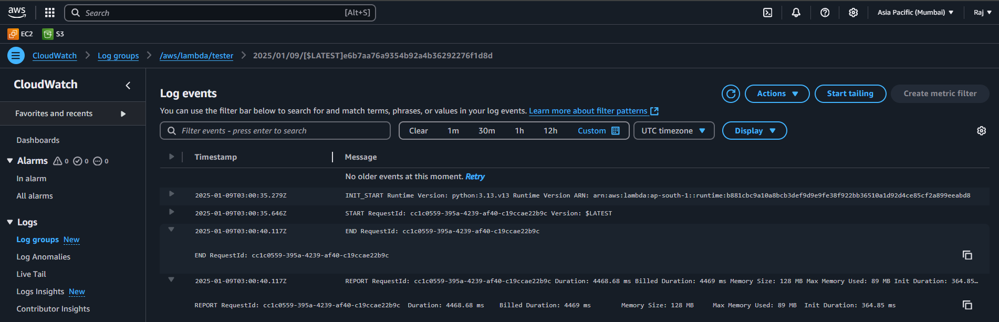 aws Search [Alt+S] Asia Pacific (Mumbai) Raj
EC2 S3
CloudWatch Log groups /aws/lambda/tester 2025/01/09/[$LATEST]e6b7aa76a9354b92a4b36292276f1d8d
CloudWatch
Favorites and recents
Dashboards
Alarms 0 0 0
In alarm
All alarms
Logs
Log groups New
Log Anomalies
Live Tail
Logs Insights New
Contributor Insights
Log events
Actions Start tailing Create metric filter
You can use the filter bar below to search for and match terms, phrases, or values in your log events. Learn more about filter patterns
Filter events - press enter to search Clear 1m 30m 1h 12h Custom UTC timezone Display
Timestamp Message
No older events at this moment. Retry
2025-01-09T03:00:35.279Z INIT_START Runtime Version: python:3.13.v13 Runtime Version ARN: arn:aws:lambda:ap-south-1::runtime:b881cbc9a10a8bcb3def9d9e9fe38f922bb36510a1d92d4ce85cf2a899eeabd8
2025-01-09T03:00:35.646Z START RequestId: cc1c0559-395a-4239-af40-c19ccae22b9c Version: $LATEST
2025-01-09T03:00:40.117Z END RequestId: cc1c0559-395a-4239-af40-c19ccae22b9c
END RequestId: cc1c0559-395a-4239-af40-c19ccae22b9c
2025-01-09T03:00:40.117Z REPORT RequestId: cc1c0559-395a-4239-af40-c19ccae22b9c Duration: 4468.68 ms Billed Duration: 4469 ms Memory Size: 128 MB Max Memory Used: 89 MB Init Duration: 364.85…
REPORT RequestId: cc1c0559-395a-4239-af40-c19ccae22b9c Duration: 4468.68 ms Billed Duration: 4469 ms Memory Size: 128 MB Max Memory Used: 89 MB Init Duration: 364.85 ms